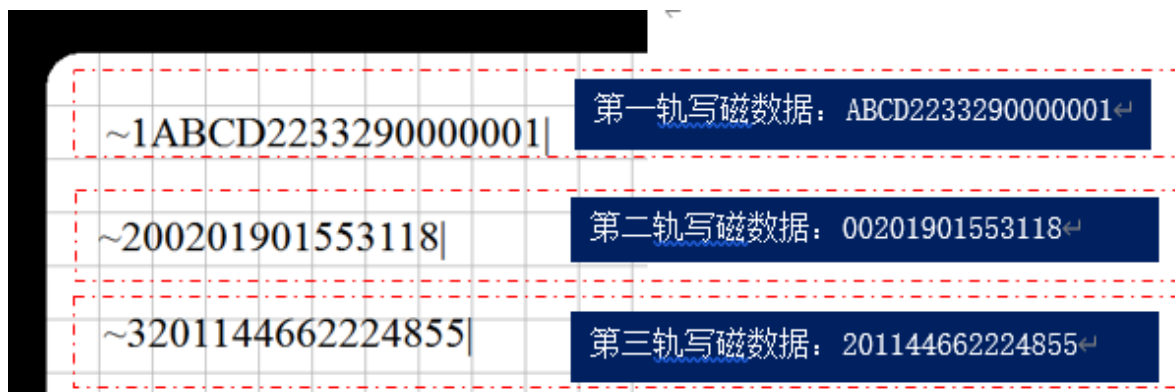 ~1ABCD2233290000001|
第一轨写磁数据：ABCD2233290000001↵
~200201901553118|
第二轨写磁数据：00201901553118↵
~3201144662224855|
第三轨写磁数据：201144662224855↵